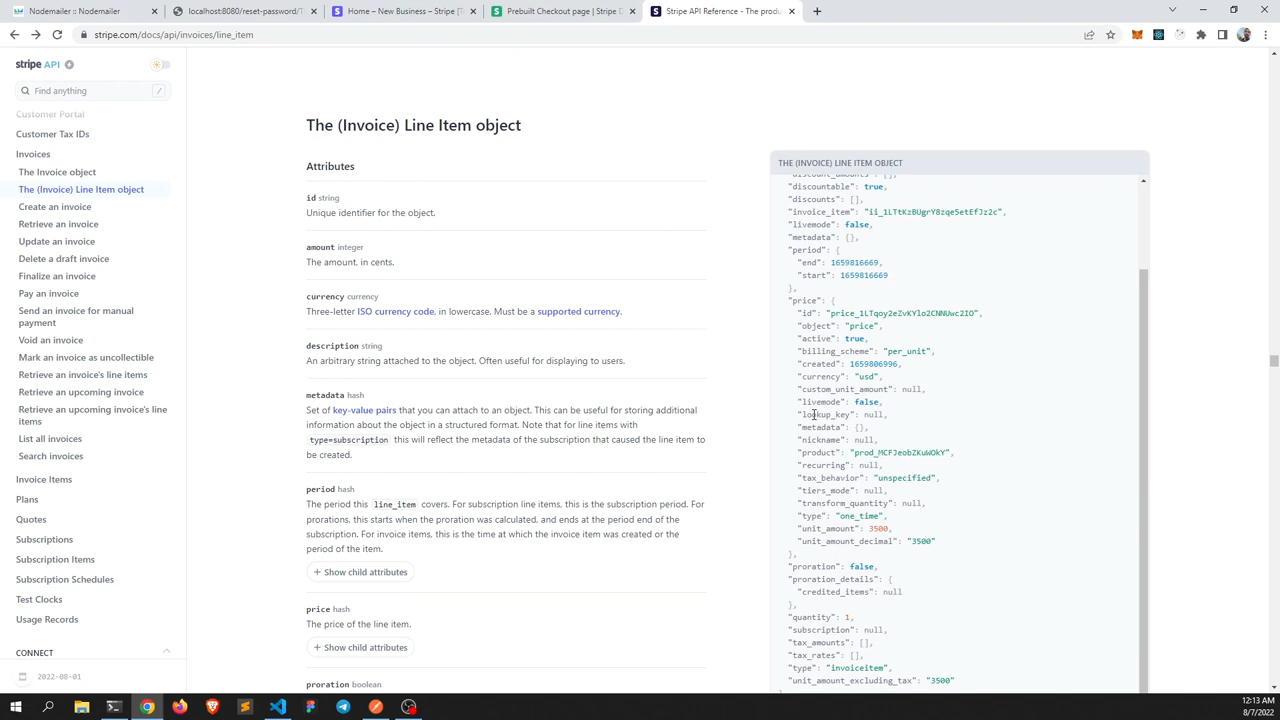 Nodemailer :: Nodemailer
localhost:8080/reset-password/T
Home – New Business – Stripe [T
Prebuilt Checkout page | Stripe D
Stripe API Reference - The produ
stripe.com/docs/api/invoices/line_item
stripe API
Find anything
/
Customer Portal
Customer Tax IDs
Invoices
The Invoice object
The (Invoice) Line Item object
Create an invoice
Retrieve an invoice
Update an invoice
Delete a draft invoice
Finalize an invoice
Pay an invoice
Send an invoice for manual
payment
Void an invoice
Mark an invoice as uncollectible
Retrieve an invoice's line items
Retrieve an upcoming invoice
Retrieve an upcoming invoice's line
items
List all invoices
Search invoices
Invoice Items
Plans
Quotes
Subscriptions
Subscription Items
Subscription Schedules
Test Clocks
Usage Records
CONNECT
2022-08-01
The (Invoice) Line Item object
Attributes
id string
Unique identifier for the object.
amount integer
The amount, in cents.
currency currency
Three-letter ISO currency code, in lowercase. Must be a supported currency.
description string
An arbitrary string attached to the object. Often useful for displaying to users.
metadata hash
Set of key-value pairs that you can attach to an object. This can be useful for storing additional
information about the object in a structured format. Note that for line items with
type=subscription this will reflect the metadata of the subscription that caused the line item to
be created.
period hash
The period this line_item covers. For subscription line items, this is the subscription period. For
prorations, this starts when the proration was calculated, and ends at the period end of the
subscription. For invoice items, this is the time at which the invoice item was created or the
period of the item.
+ Show child attributes
price hash
The price of the line item.
+ Show child attributes
proration boolean
THE (INVOICE) LINE ITEM OBJECT
"discount_amounts": [],
"discountable": true,
"discounts": [],
"invoice_item": "ii_1LTtKzBUgrY8zqe5etEfJz2c",
"livemode": false,
"metadata": {},
"period": {
"end": 1659816669,
"start": 1659816669
},
"price": {
"id": "price_1LTqoy2eZvKYlo2CNNUwc2IO",
"object": "price",
"active": true,
"billing_scheme": "per_unit",
"created": 1659806996,
"currency": "usd",
"custom_unit_amount": null,
"livemode": false,
"lookup_key": null,
"metadata": {},
"nickname": null,
"product": "prod_MCFJeobZKuWOkY",
"recurring": null,
"tax_behavior": "unspecified",
"tiers_mode": null,
"transform_quantity": null,
"type": "one_time",
"unit_amount": 3500,
"unit_amount_decimal": "3500"
},
"proration": false,
"proration_details": {
"credited_items": null
},
"quantity": 1,
"subscription": null,
"tax_amounts": [],
"tax_rates": [],
"type": "invoiceitem",
"unit_amount_excluding_tax": "3500"
12:13 AM
8/7/2022